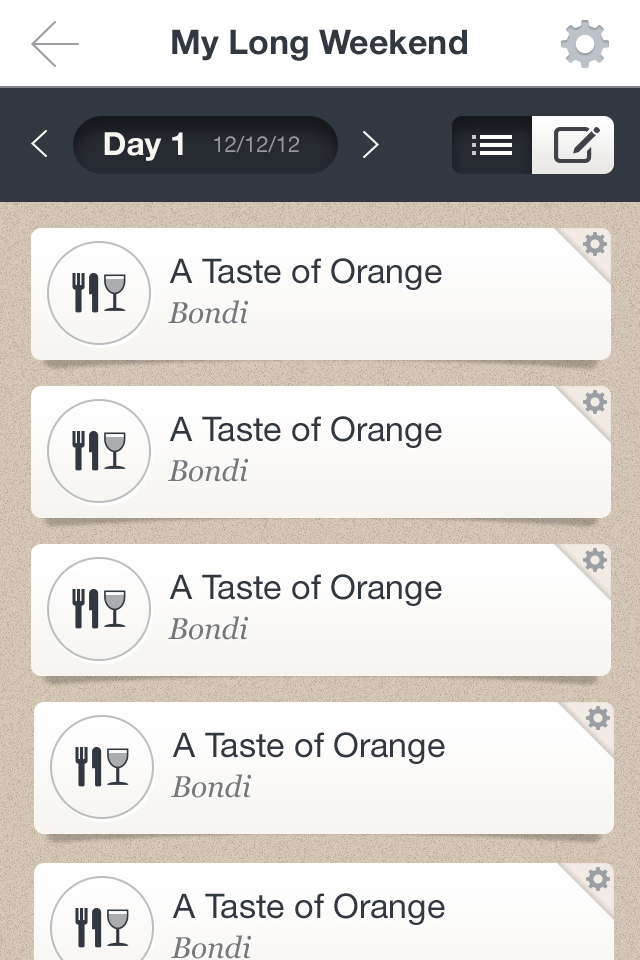 My Long Weekend
Day 1 12/12/12
A Taste of Orange
Bondi
A Taste of Orange
Bondi
A Taste of Orange
Bondi
A Taste of Orange
Bondi
A Taste of Orange
Bondi